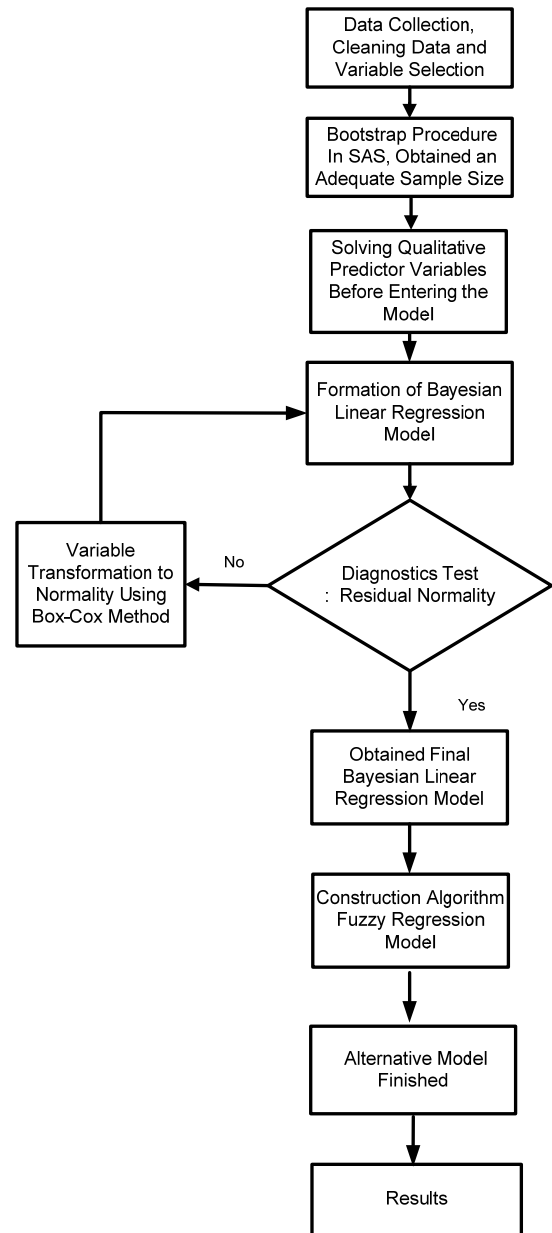 Data Collection,
Cleaning Data and
Variable Selection
Bootstrap Procedure
In SAS, Obtained an
Adequate Sample Size
Solving Qualitative
Predictor Variables
Before Entering the
Model
Formation of Bayesian
Linear Regression
Model
Variable
Transformation to
Normality Using
Box-Cox Method
No
Diagnostics Test
: Residual Normality
Yes
Obtained Final
Bayesian Linear
Regression Model
Construction Algorithm
Fuzzy Regression
Model
Alternative Model
Finished
Results